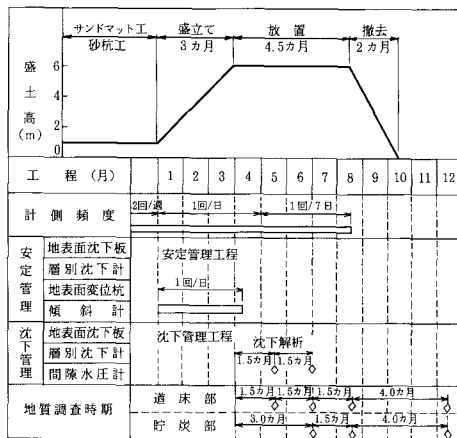 サンドマット工 盛立て 放置 撤去
砂杭工 3カ月 4.5カ月 2カ月
盛土高(m)
6
4
2
0
工程(月) 1 2 3 4 5 6 7 8 9 10 11 12
計測頻度 2回/週 1回/日 1回/7日
安定管理
地表面沈下板 安定管理工程
層別沈下計
地表面変位杭 1回/日
傾斜計
沈下管理
地表面沈下板 沈下管理工程 沈下解析
層別沈下計 1.5カ月 1.5カ月
間隙水圧計
地質調査時期
道床部 1.5カ月 1.5カ月 1.5カ月 4.0カ月
貯炭部 3.0カ月 1.5カ月 4.0カ月